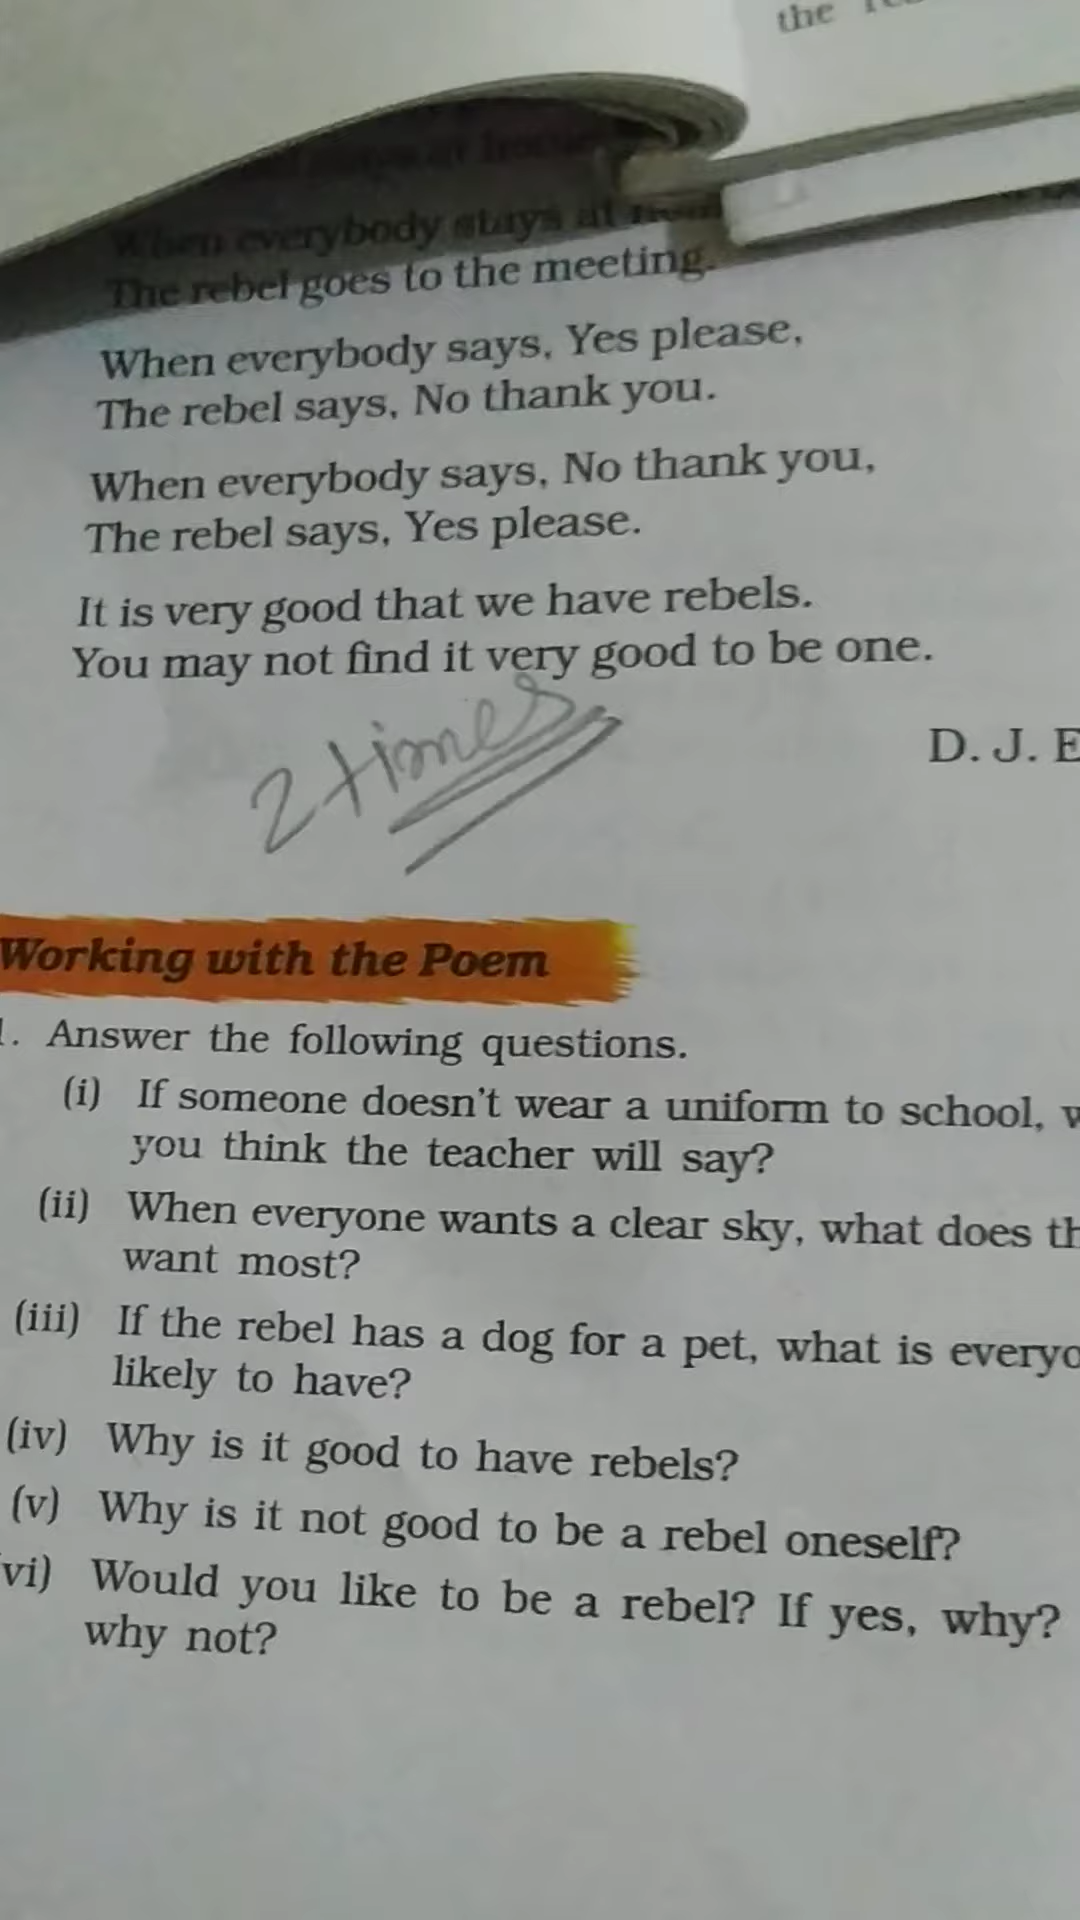 the
When everybody stays at
The rebel goes to the meeting.
When everybody says, Yes please,
The rebel says, No thank you.
When everybody says, No thank you,
The rebel says, Yes please.
It is very good that we have rebels.
You may not find it very good to be one.
2 times
D. J. E
Working with the Poem
1. Answer the following questions.
(i) If someone doesn't wear a uniform to school,
you think the teacher will say?
(ii) When everyone wants a clear sky, what does
want most?
(iii) If the rebel has a dog for a pet, what is
likely to have?
(iv) Why is it good to have rebels?
(v) Why is it not good to be a rebel oneself?
vi) Would you like to be a rebel? If yes, why?
why not?